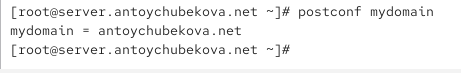 [root@server.antoychubekova.net ~]# postconf mydomain
mydomain = antoychubekova.net
[root@server.antoychubekova.net ~]#